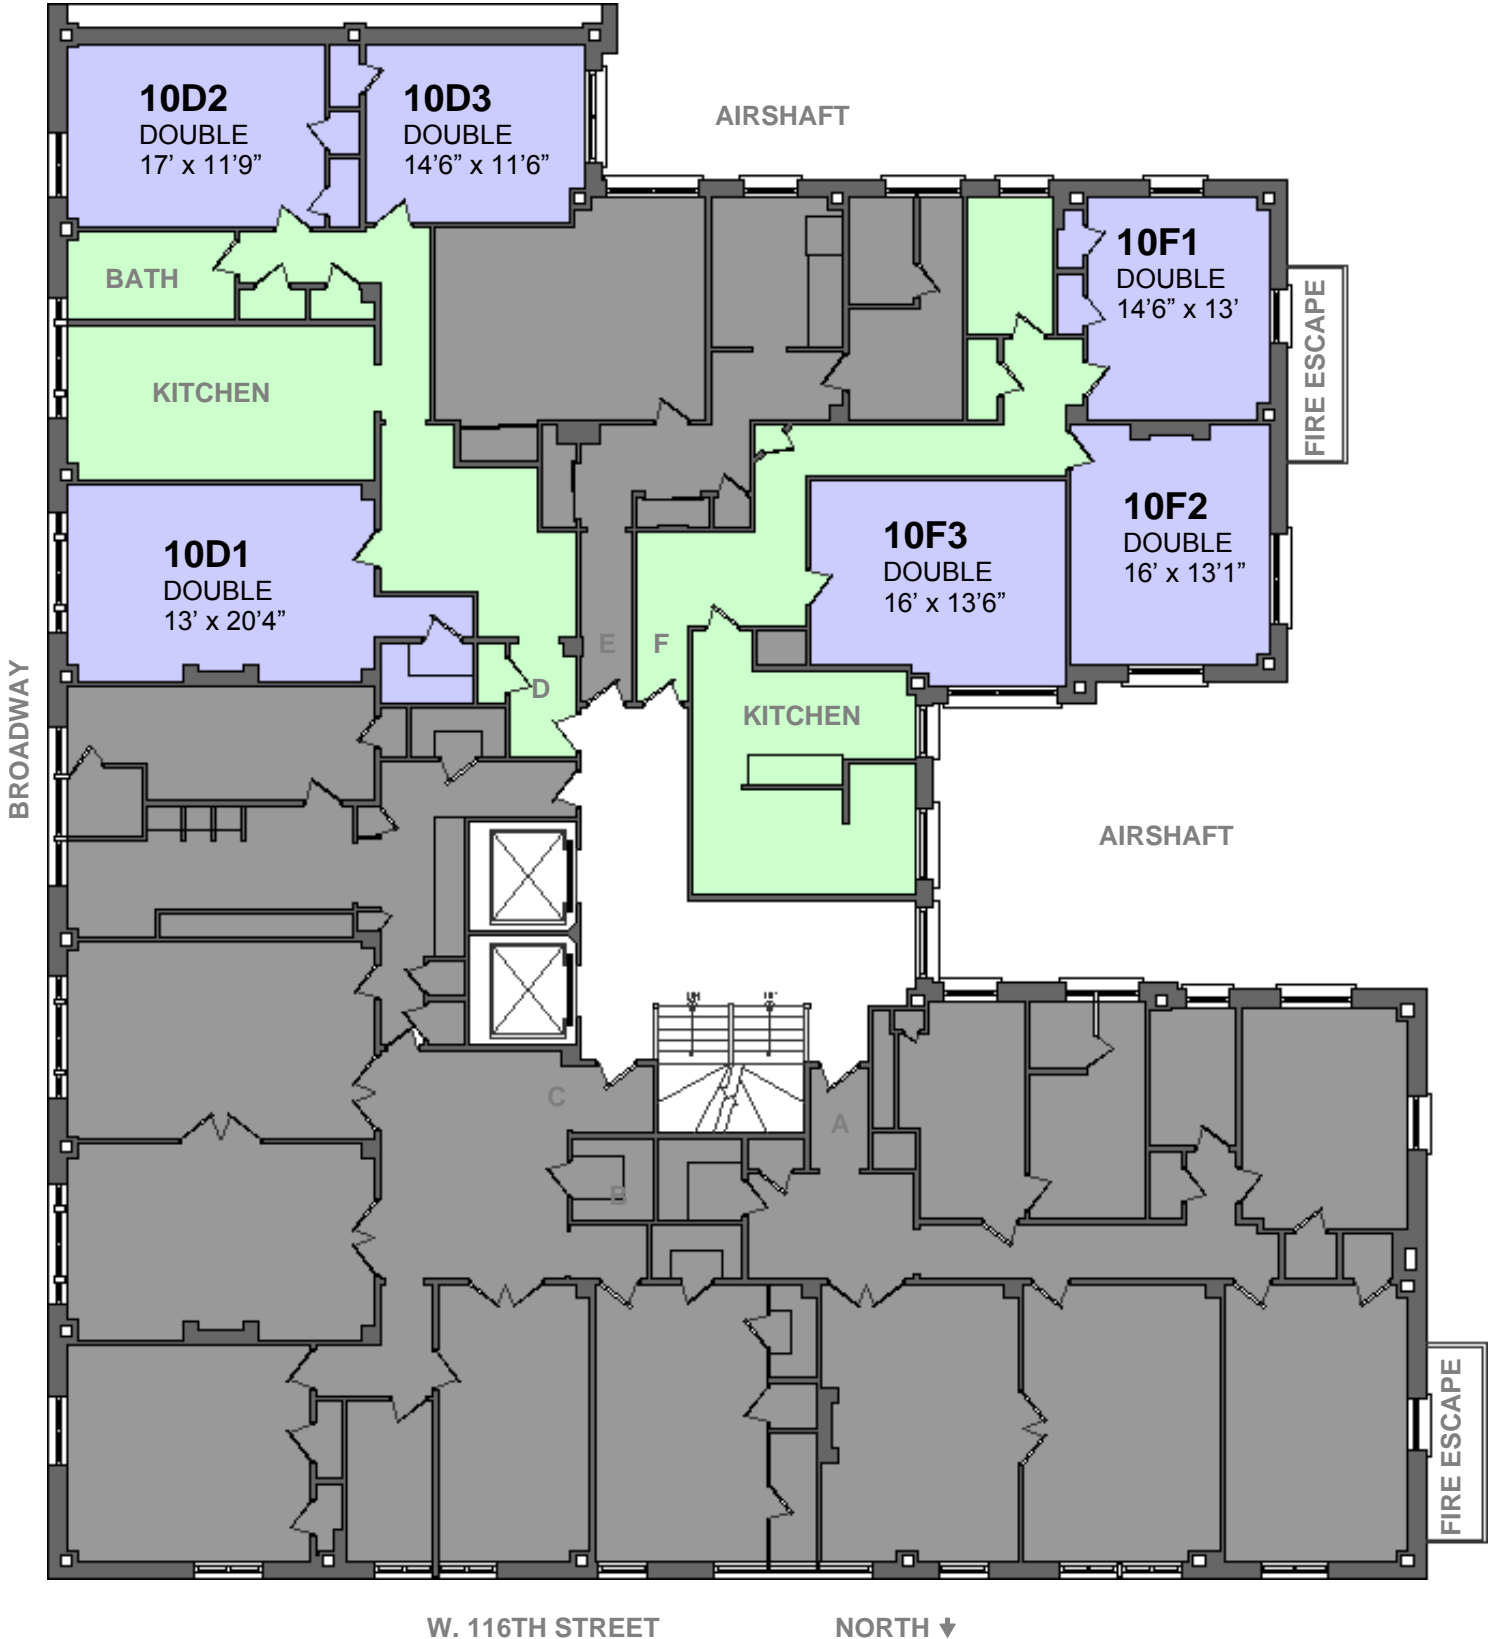 10D2
DOUBLE
17’ x 11’9”
10D3
DOUBLE
14’6” x 11’6”
AIRSHAFT
10F1
DOUBLE
14’6” x 13’
BATH
FIRE ESCAPE
KITCHEN
10D1
DOUBLE
13’ x 20’4”
10F3
DOUBLE
16’ x 13’6”
10F2
DOUBLE
16’ x 13’1”
E
F
D
KITCHEN
BROADWAY
AIRSHAFT
C
A
B
FIRE ESCAPE
W. 116TH STREET
NORTH